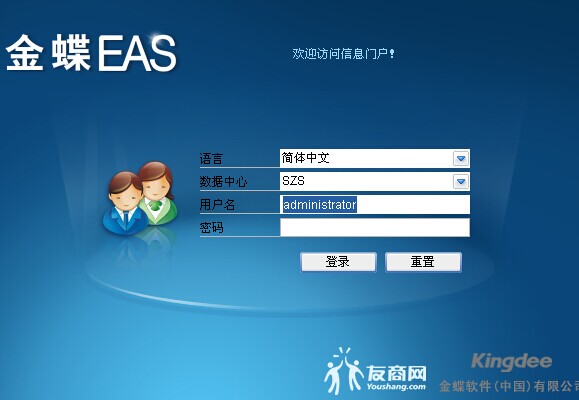 金蝶EAS
欢迎访问信息门户!
语言 简体中文
数据中心 SZS
用户名 administrator
密码
登录 重置
友商网
Youshang.com
Kingdee
金蝶软件(中国)有限公司